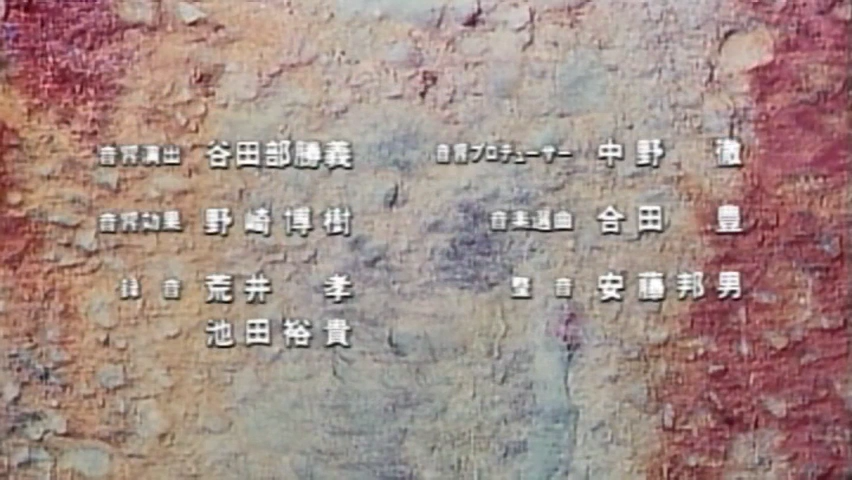 音響演出 谷田部勝義
音響プロデューサー 中野 徹
音響効果 野崎博樹
音楽選曲 合田 豊
録音 荒井 孝
整音 安藤邦男
池田裕貴